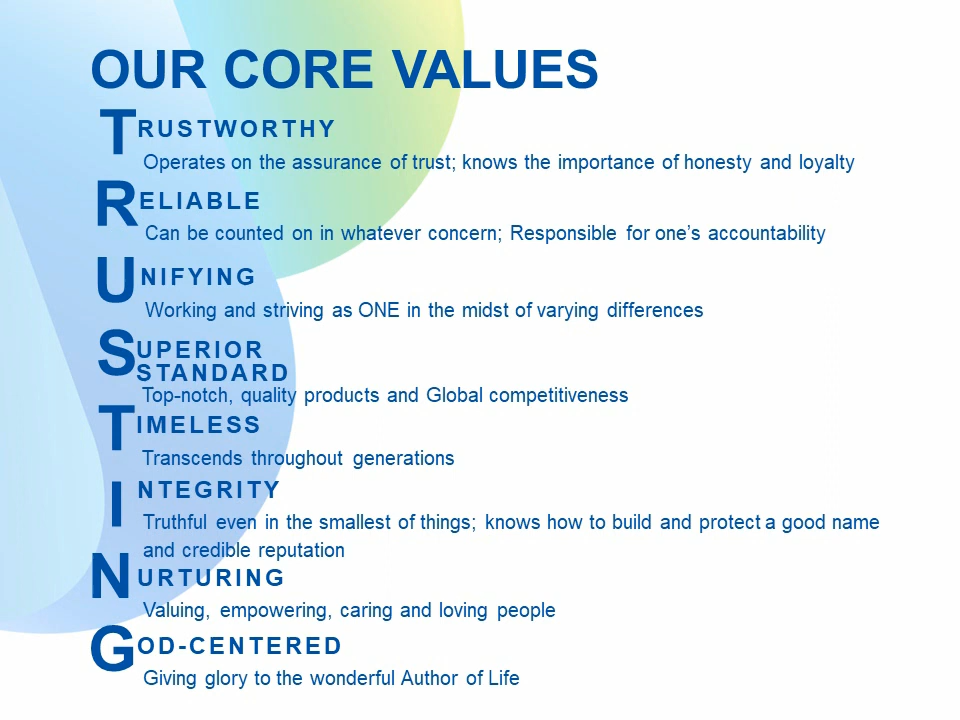 OUR CORE VALUES
TRUSTWORTHY
Operates on the assurance of trust; knows the importance of honesty and loyalty
RELIABLE
Can be counted on in whatever concern; Responsible for one’s accountability
UNIFYING
Working and striving as ONE in the midst of varying differences
SUPERIOR
STANDARD
Top-notch, quality products and Global competitiveness
TIMELESS
Transcends throughout generations
INTEGRITY
Truthful even in the smallest of things; knows how to build and protect a good name
and credible reputation
NURTURING
Valuing, empowering, caring and loving people
GOD-CENTERED
Giving glory to the wonderful Author of Life